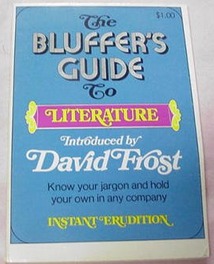 The
$1.00
BLUFFER'S
GUIDE
To
LITERATURE
Introduced by
David Frost
Know your jargon and hold
your own in any company
INSTANT ERUDITION